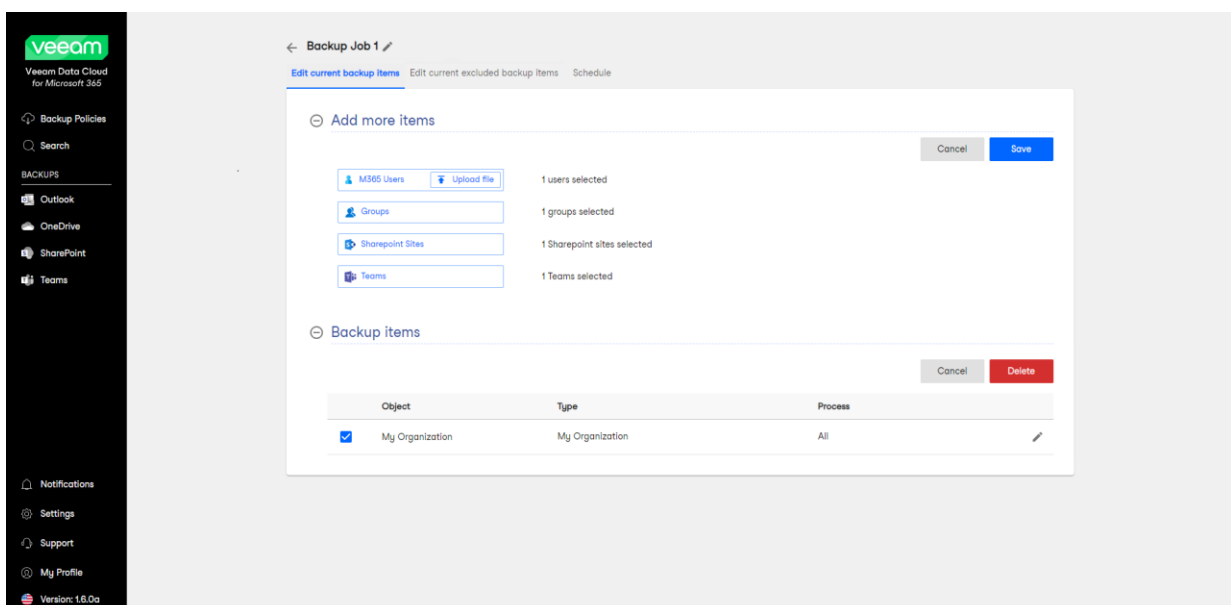 veeam
Veeam Data Cloud
for Microsoft 365
Backup Policies
Search
BACKUPS
Outlook
OneDrive
SharePoint
Teams
Notifications
Settings
Support
My Profile
Version: 1.6.0a
Backup Job 1
Edit current backup items Edit current excluded backup items Schedule
Add more items
Cancel Save
M365 Users Upload file 1 users selected
Groups 1 groups selected
Sharepoint Sites 1 Sharepoint sites selected
Teams 1 Teams selected
Backup items
Cancel Delete
Object Type Process
My Organization My Organization All